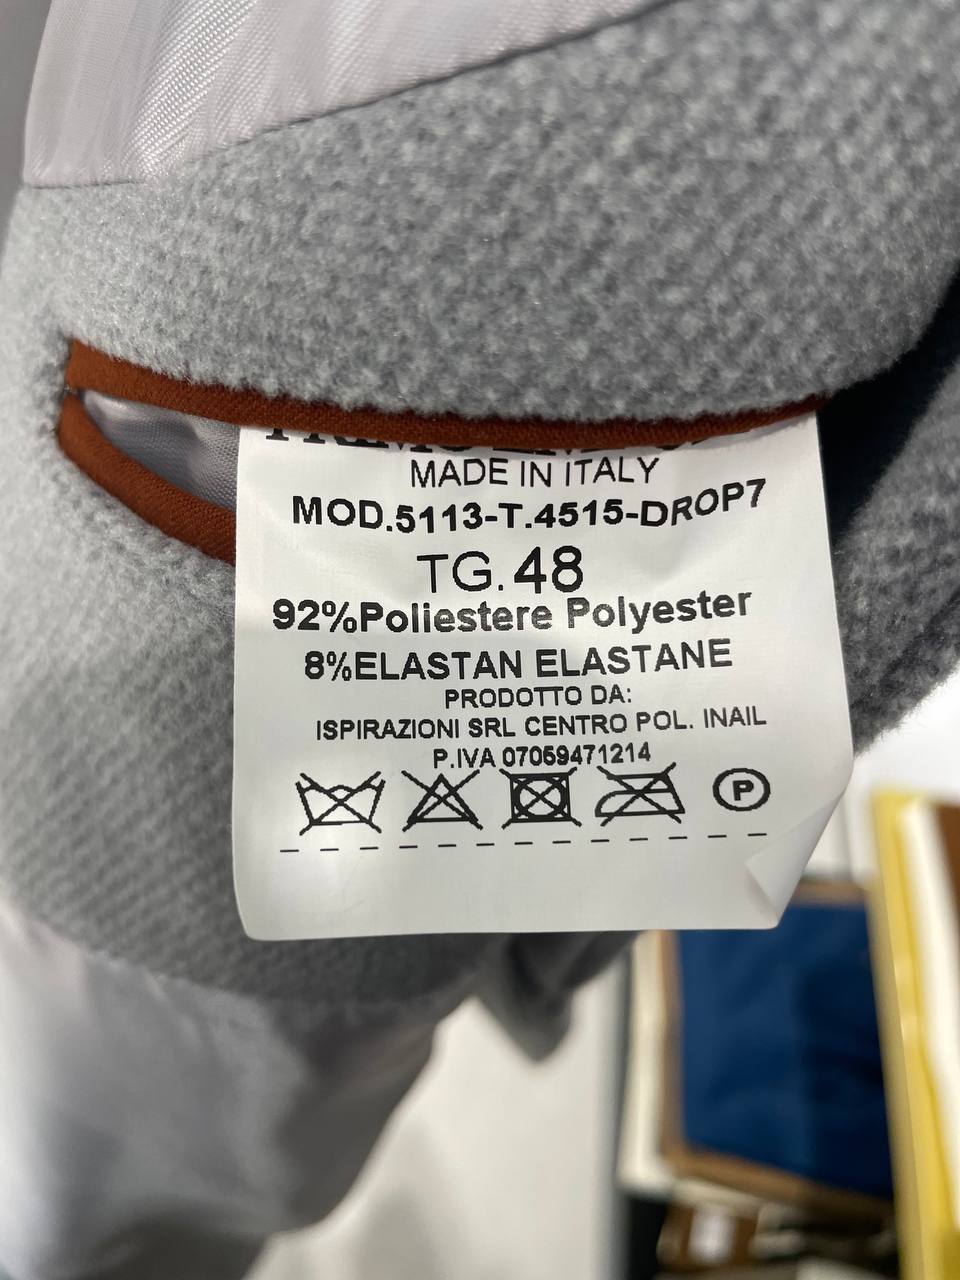 MADE IN ITALY
MOD.5113-T.4515-DROP7
TG. 48
92%Poliestere Polyester
8%ELASTAN ELASTANE
PRODOTTO DA:
ISPIRAZIONI SRL CENTRO POL. INAIL
P.IVA 07059471214
P